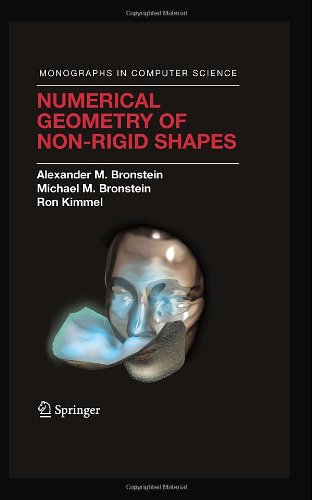 MONOGRAPHS IN COMPUTER SCIENCE
NUMERICAL
GEOMETRY OF
NON-RIGID SHAPES
Alexander M. Bronstein
Michael M. Bronstein
Ron Kimmel
Springer